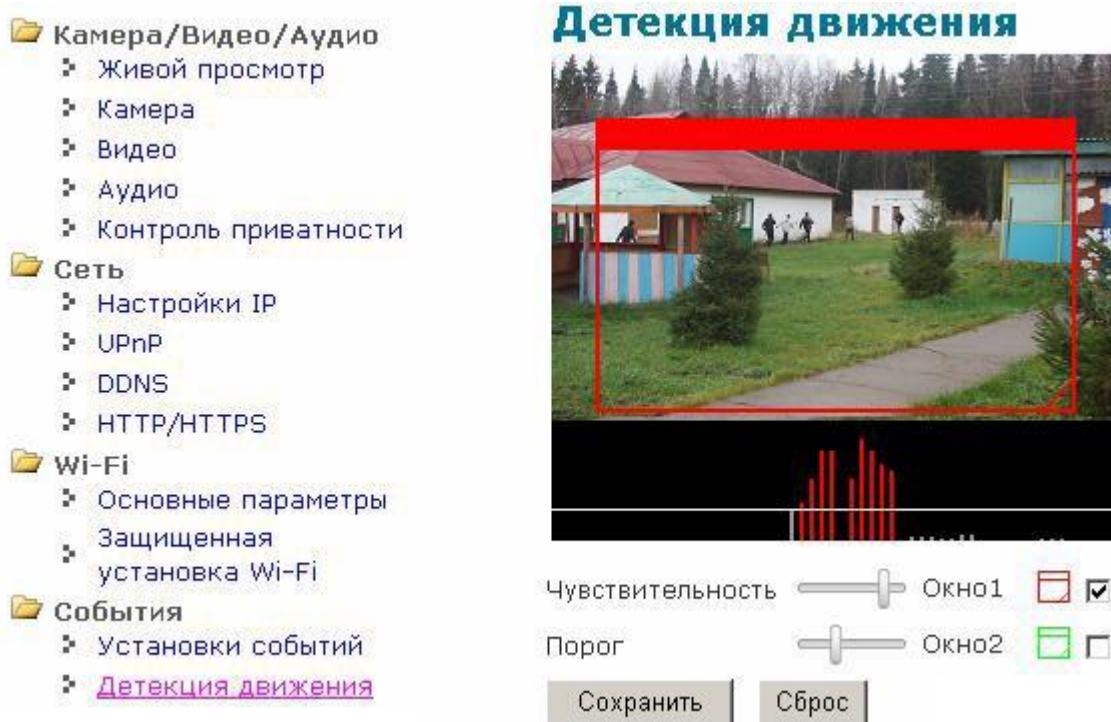 Камера/Видео/Аудио
Живой просмотр
Камера
Видео
Аудио
Контроль приватности
Сеть
Настройки IP
UPnP
DDNS
HTTP/HTTPS
Wi-Fi
Основные параметры
Защищенная
установка Wi-Fi
События
Установки событий
Детекция движения
Детекция движения
Чувствительность Окно1
Порог Окно2
Сохранить Сброс